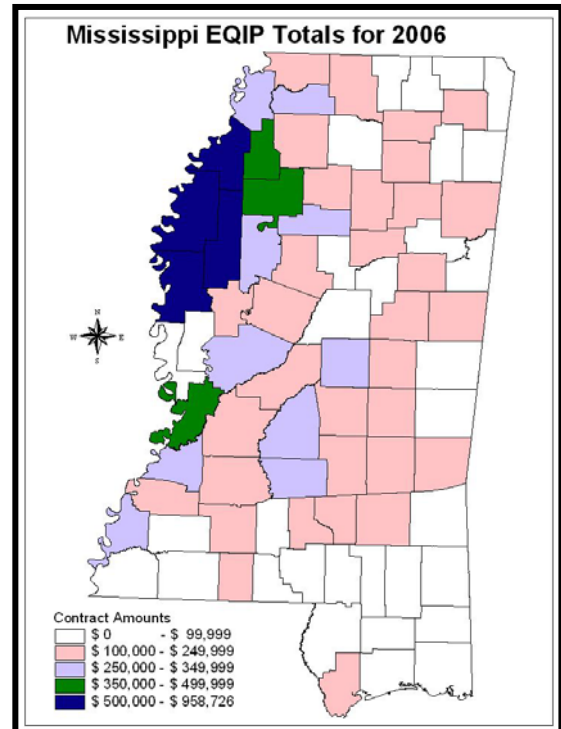 Mississippi EQIP Totals for 2006
N
W E
S
Contract Amounts
$ 0 - $ 99,999
$ 100,000 - $ 249,999
$ 250,000 - $ 349,999
$ 350,000 - $ 499,999
$ 500,000 - $ 958,726